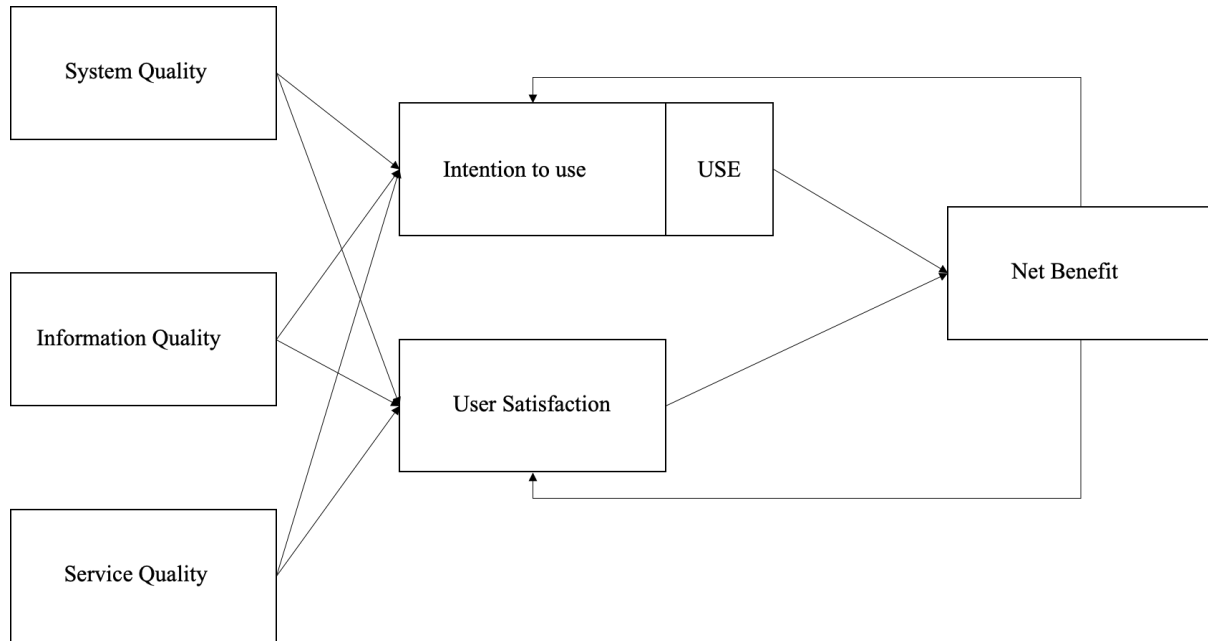 System Quality
Intention to use
USE
Net Benefit
Information Quality
User Satisfaction
Service Quality